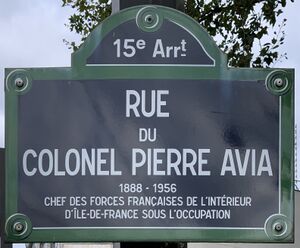 15e Arrt
RUE
DU
COLONEL PIERRE AVIA
1888 - 1956
CHEF DES FORCES FRANÇAISES DE L'INTÉRIEUR
D'ÎLE-DE-FRANCE SOUS L'OCCUPATION